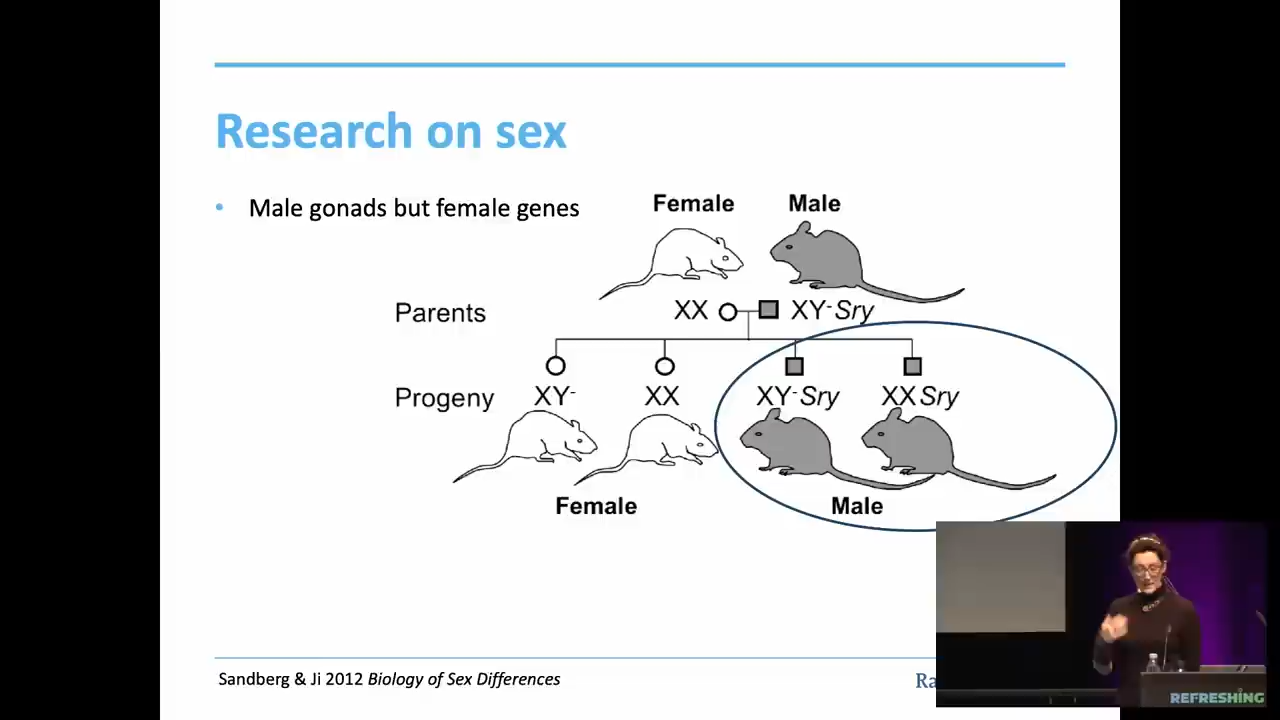 Research on sex
• Male gonads but female genes
Female Male
Parents XX XY⁻Sry
Progeny XY⁻ XX XY⁻Sry XXSry
Female Male
Sandberg & Ji 2012 Biology of Sex Differences
Ra
REFRESHING